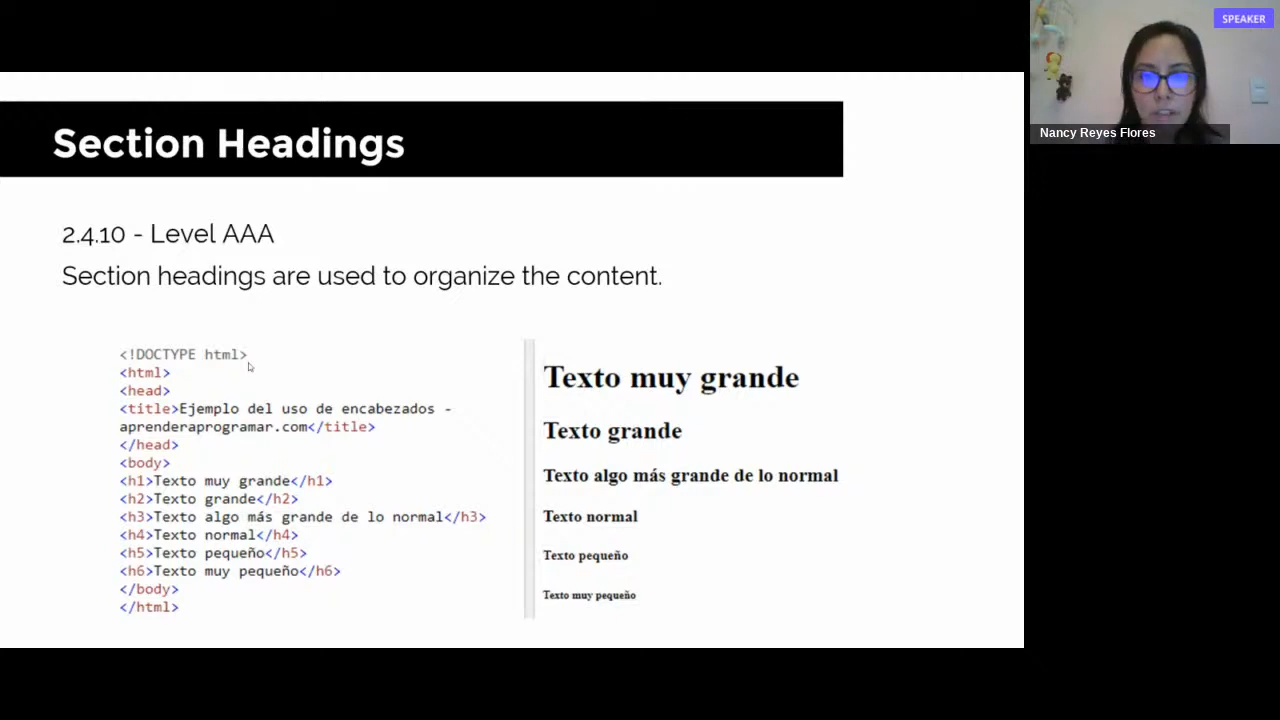 SPEAKER
Nancy Reyes Flores
Section Headings
2.4.10 - Level AAA
Section headings are used to organize the content.
<!DOCTYPE html>
<html>
<head>
<title>Ejemplo del uso de encabezados -
aprenderaprogramar.com</title>
</head>
<body>
<h1>Texto muy grande</h1>
<h2>Texto grande</h2>
<h3>Texto algo más grande de lo normal</h3>
<h4>Texto normal</h4>
<h5>Texto pequeño</h5>
<h6>Texto muy pequeño</h6>
</body>
</html>
Texto muy grande
Texto grande
Texto algo más grande de lo normal
Texto normal
Texto pequeño
Texto muy pequeño